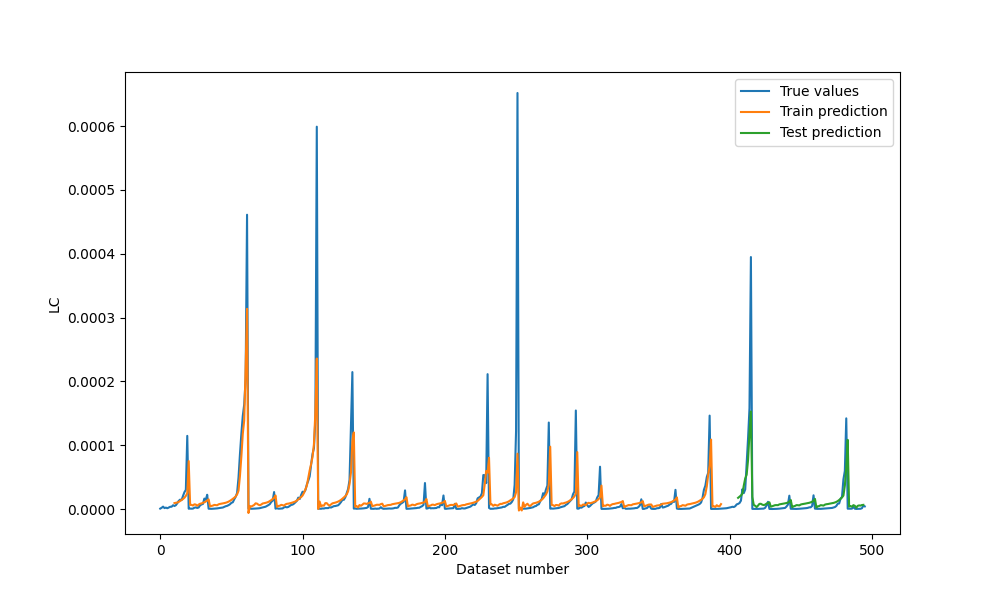 True values
Train prediction
Test prediction
0.0006
0.0005
0.0004
0.0003
0.0002
0.0001
0.0000
LC
0 100 200 300 400 500
Dataset number